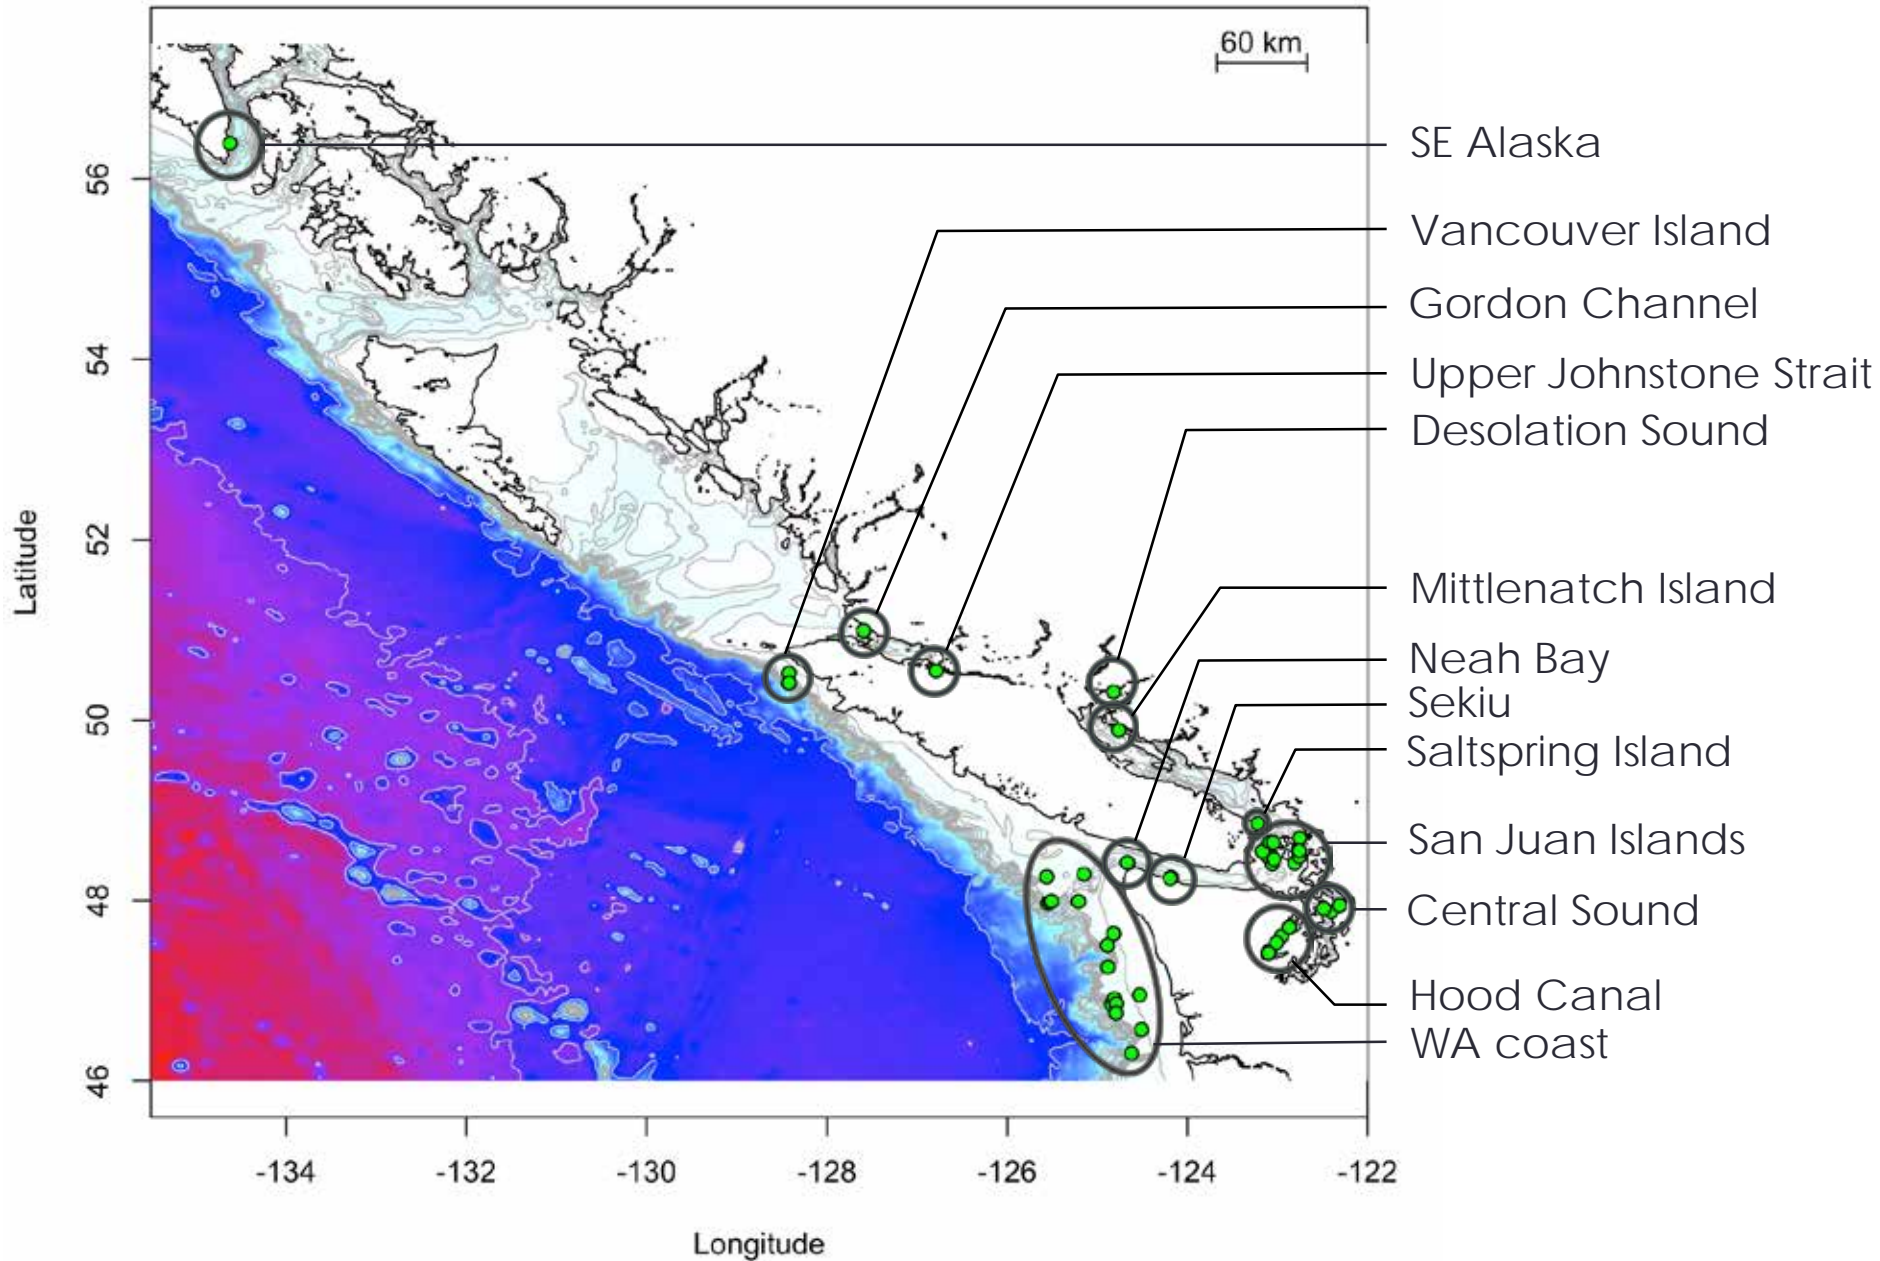 60 km
SE Alaska
Vancouver Island
Gordon Channel
Upper Johnstone Strait
Desolation Sound
Mittlenatch Island
Neah Bay
Sekiu
Saltspring Island
San Juan Islands
Central Sound
Hood Canal
WA coast
Latitude
56
54
52
50
48
46
-134 -132 -130 -128 -126 -124 -122
Longitude